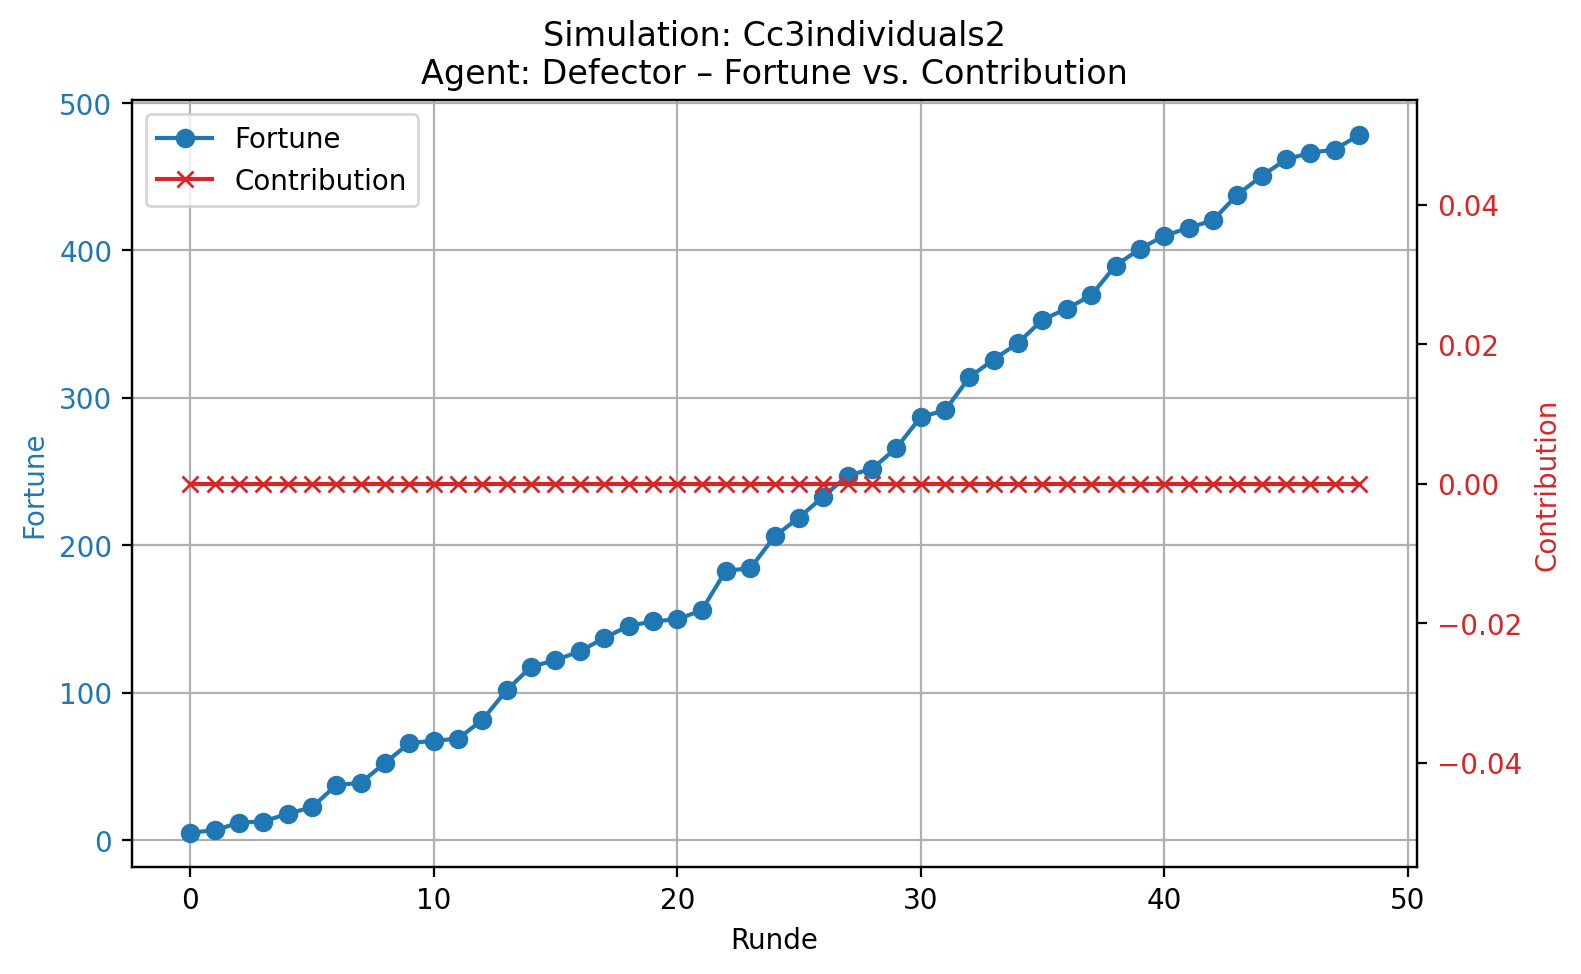 Simulation: Cc3individuals2
Agent: Defector – Fortune vs. Contribution
Fortune
Contribution
500
400
300
200
100
0
Fortune
0.04
0.02
0.00
−0.02
−0.04
Contribution
0 10 20 30 40 50
Runde